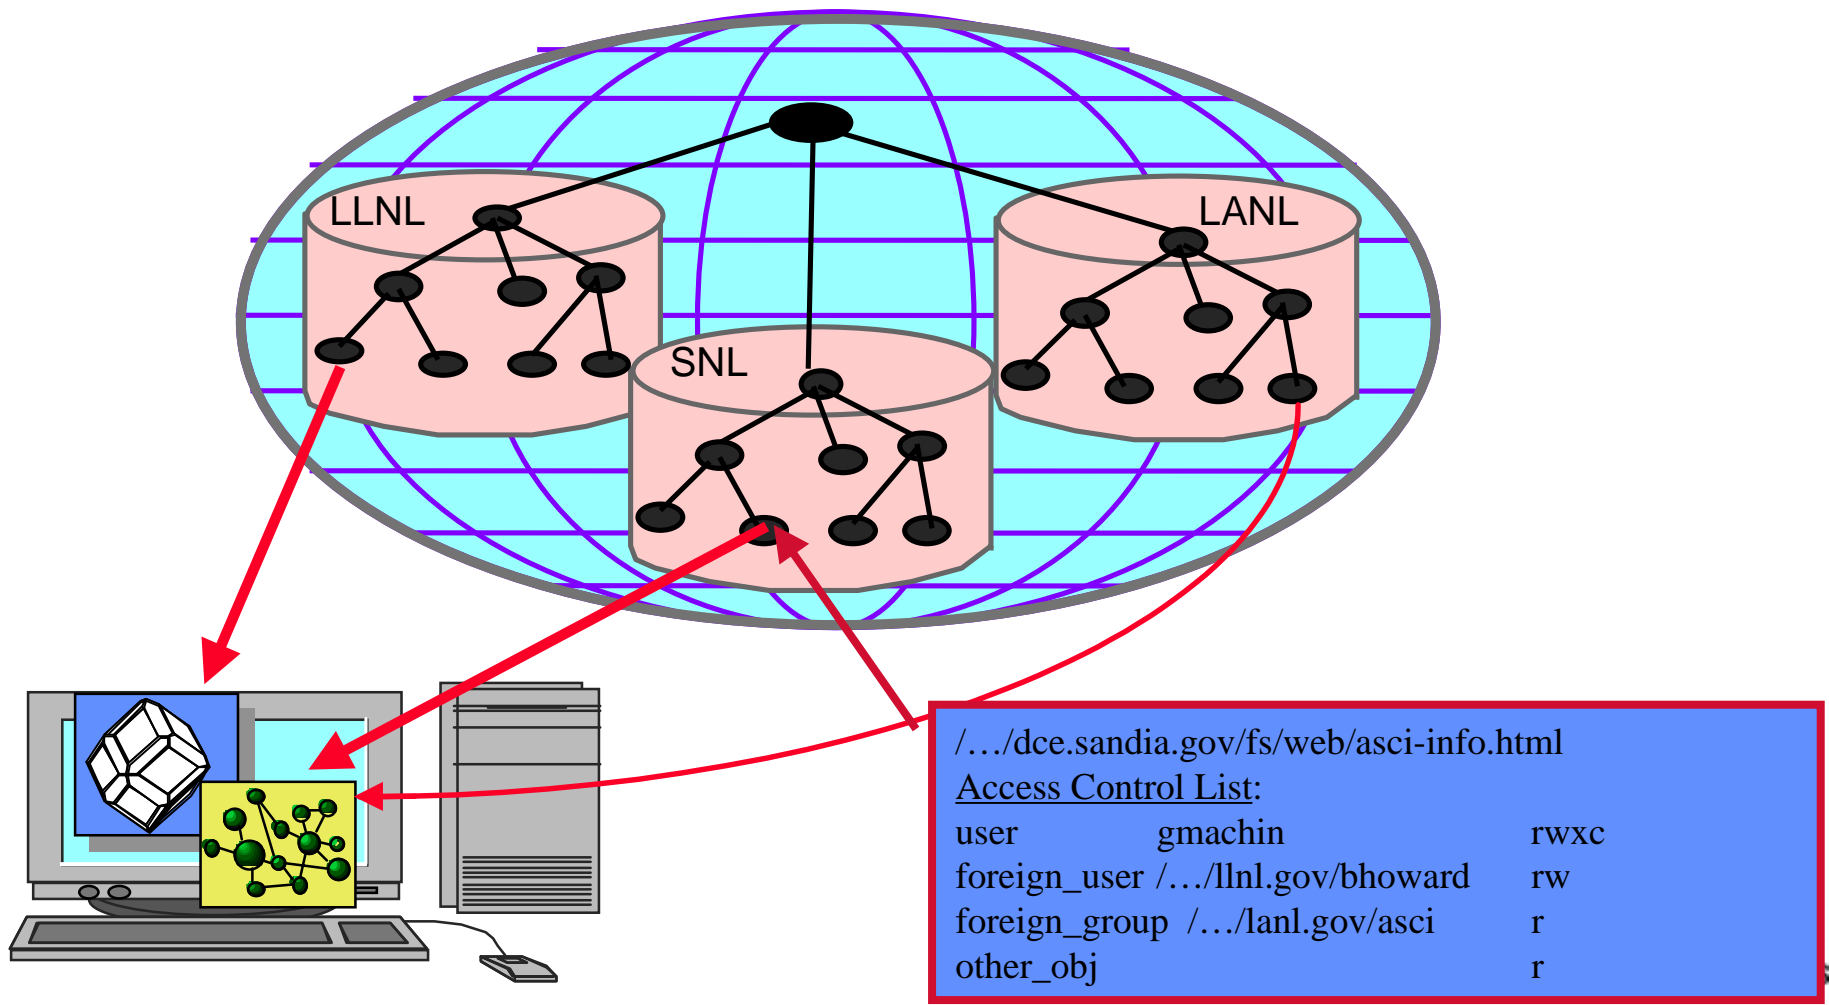 LLNL
LANL
SNL
/…/dce.sandia.gov/fs/web/asci-info.html
Access Control List:
user gmachin rwxc
foreign_user /…/llnl.gov/bhoward rw
foreign_group /…/lanl.gov/asci r
other_obj r